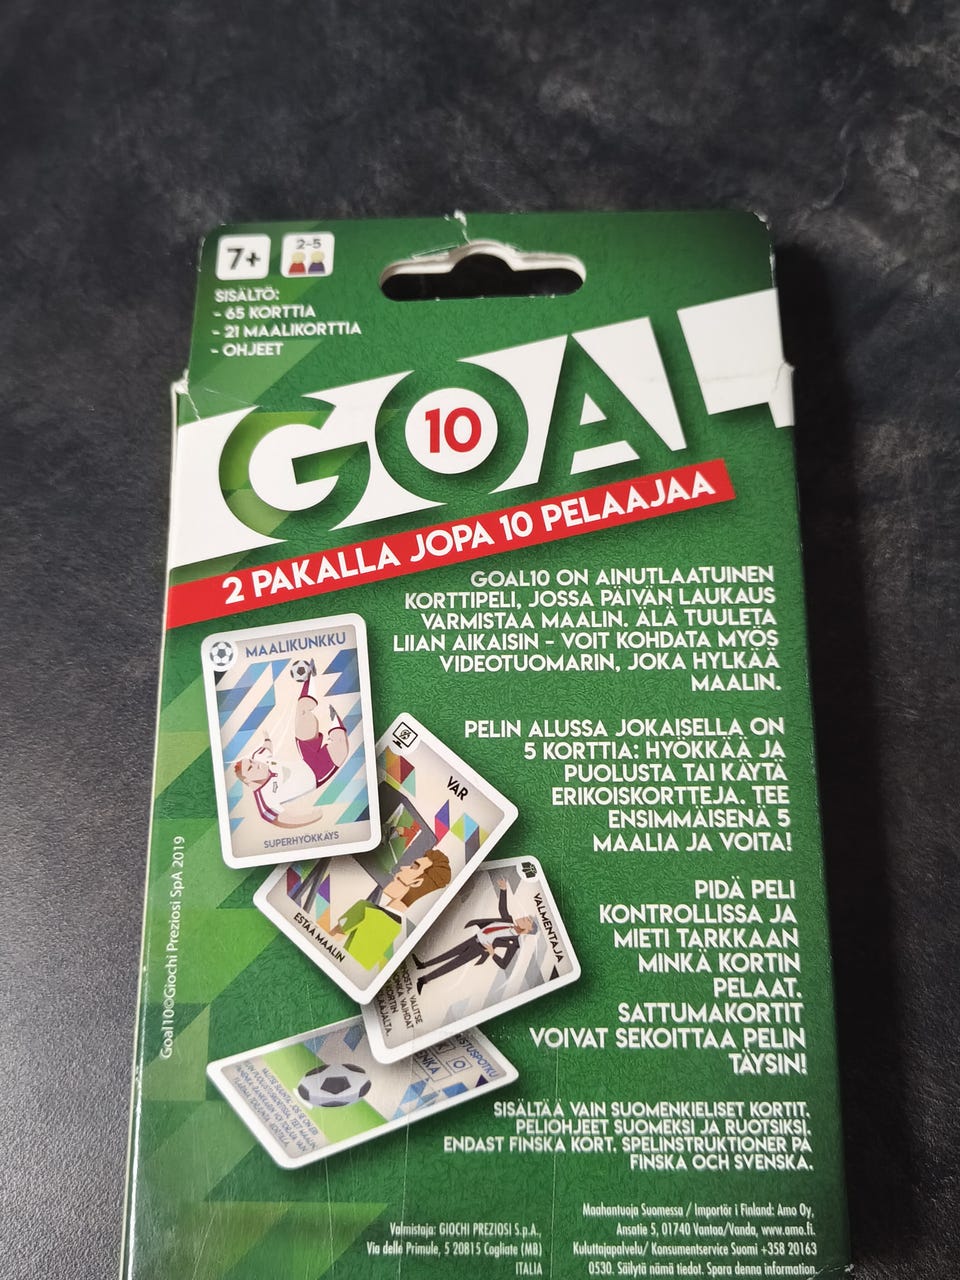 7+
2-5
SISÄLTÖ:
- 65 KORTTIA
- 21 MAALIKORTTIA
- OHJEET
GOAL
10
2 PAKALLA JOPA 10 PELAAJAA
GOAL10 ON AINUTLAATUINEN
KORTTIPELI, JOSSA PÄIVÄN LAUKAUS
VARMISTAA MAALIN. ÄLÄ TUULETA
LIIAN AIKAISIN - VOIT KOHDATA MYÖS
VIDEOTUOMARIN, JOKA HYLKÄÄ
MAALIN.
MAALIKUNKKU
SUPERHYÖKKÄYS
PELIN ALUSSA JOKAISELLA ON
5 KORTTIA: HYÖKKÄÄ JA
PUOLUSTA TAI KÄYTÄ
ERIKOISKORTTEJA. TEE
ENSIMMÄISENÄ 5
MAALIA JA VOITA!
VAR
ESTÄÄ MAALIN
VALMENTAJA
VALITSE
VAIHDAT
KORTIN
PIDÄ PELI
KONTROLLISSA JA
MIETI TARKKAAN
MINKÄ KORTIN
PELAAT.
SATTUMAKORTIT
VOIVAT SEKOITTAA PELIN
TÄYSIN!
Goal10©Giochi Preziosi SpA 2019
SISÄLTÄÄ VAIN SUOMENKIELISET KORTIT.
PELIOHJEET SUOMEKSI JA RUOTSIKSI.
ENDAST FINSKA KORT. SPELINSTRUKTIONER PÅ
FINSKA OCH SVENSKA.
Valmistaja: GIOCHI PREZIOSI S.p.A.,
Via delle Primule, 5 20815 Cogliate (MB)
ITALIA
Maahantuoja Suomessa / Importör i Finland: Amo Oy,
Ansatie 5, 01740 Vantaa/Vanda, www.amo.fi.
Kuluttajapalvelu/ Konsumentservice Suomi +358 20163
0530. Säilytä nämä tiedot. Spara denna information.